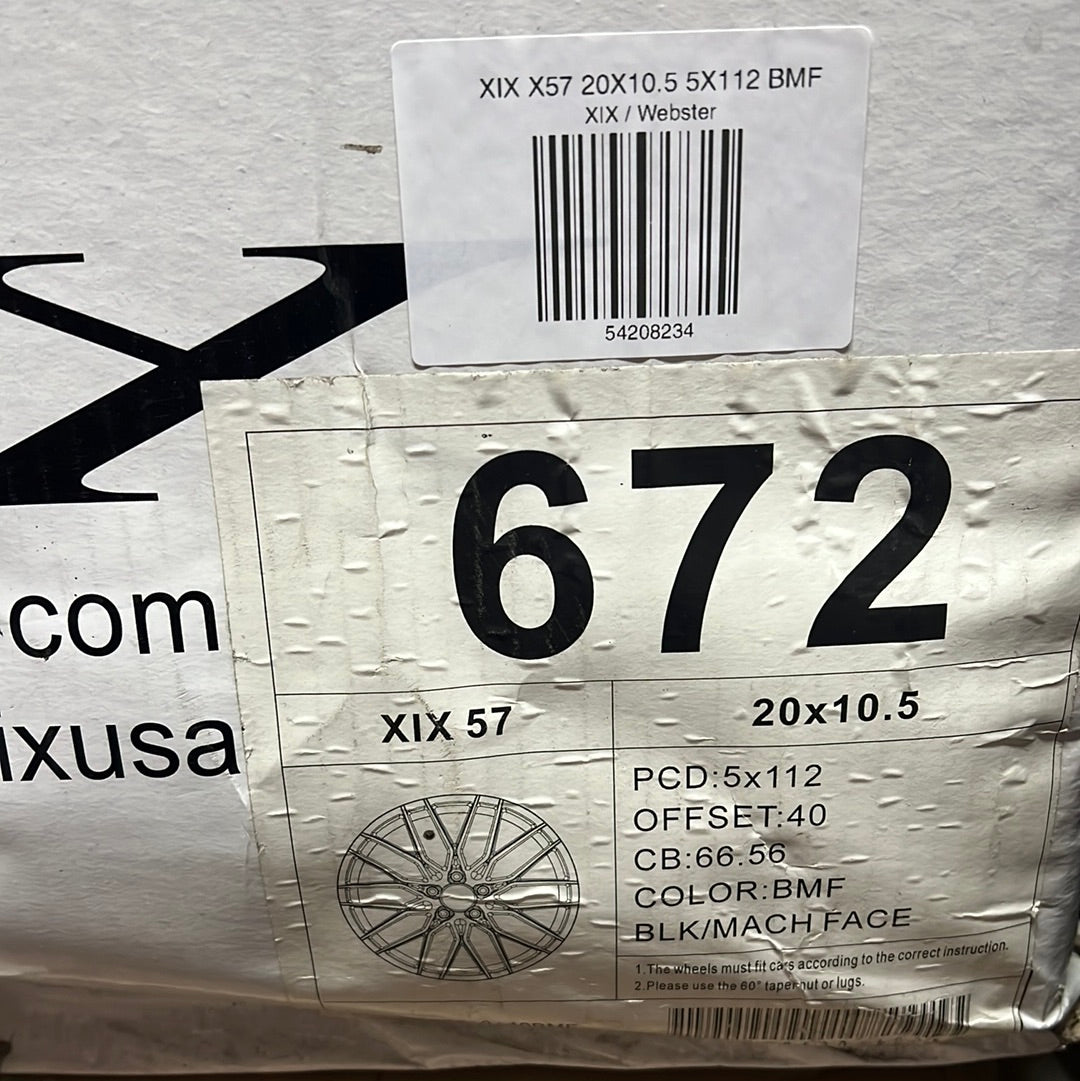 XIX X57 20X10.5 5X112 BMF
XIX / Webster
54208234
X
com
ixusa
672
XIX 57
20x10.5
PCD:5x112
OFFSET:40
CB:66.56
COLOR:BMF
BLK/MACH FACE
1.The wheels must fit cars according to the correct instruction.
2.Please use the 60° taper nut or lugs.